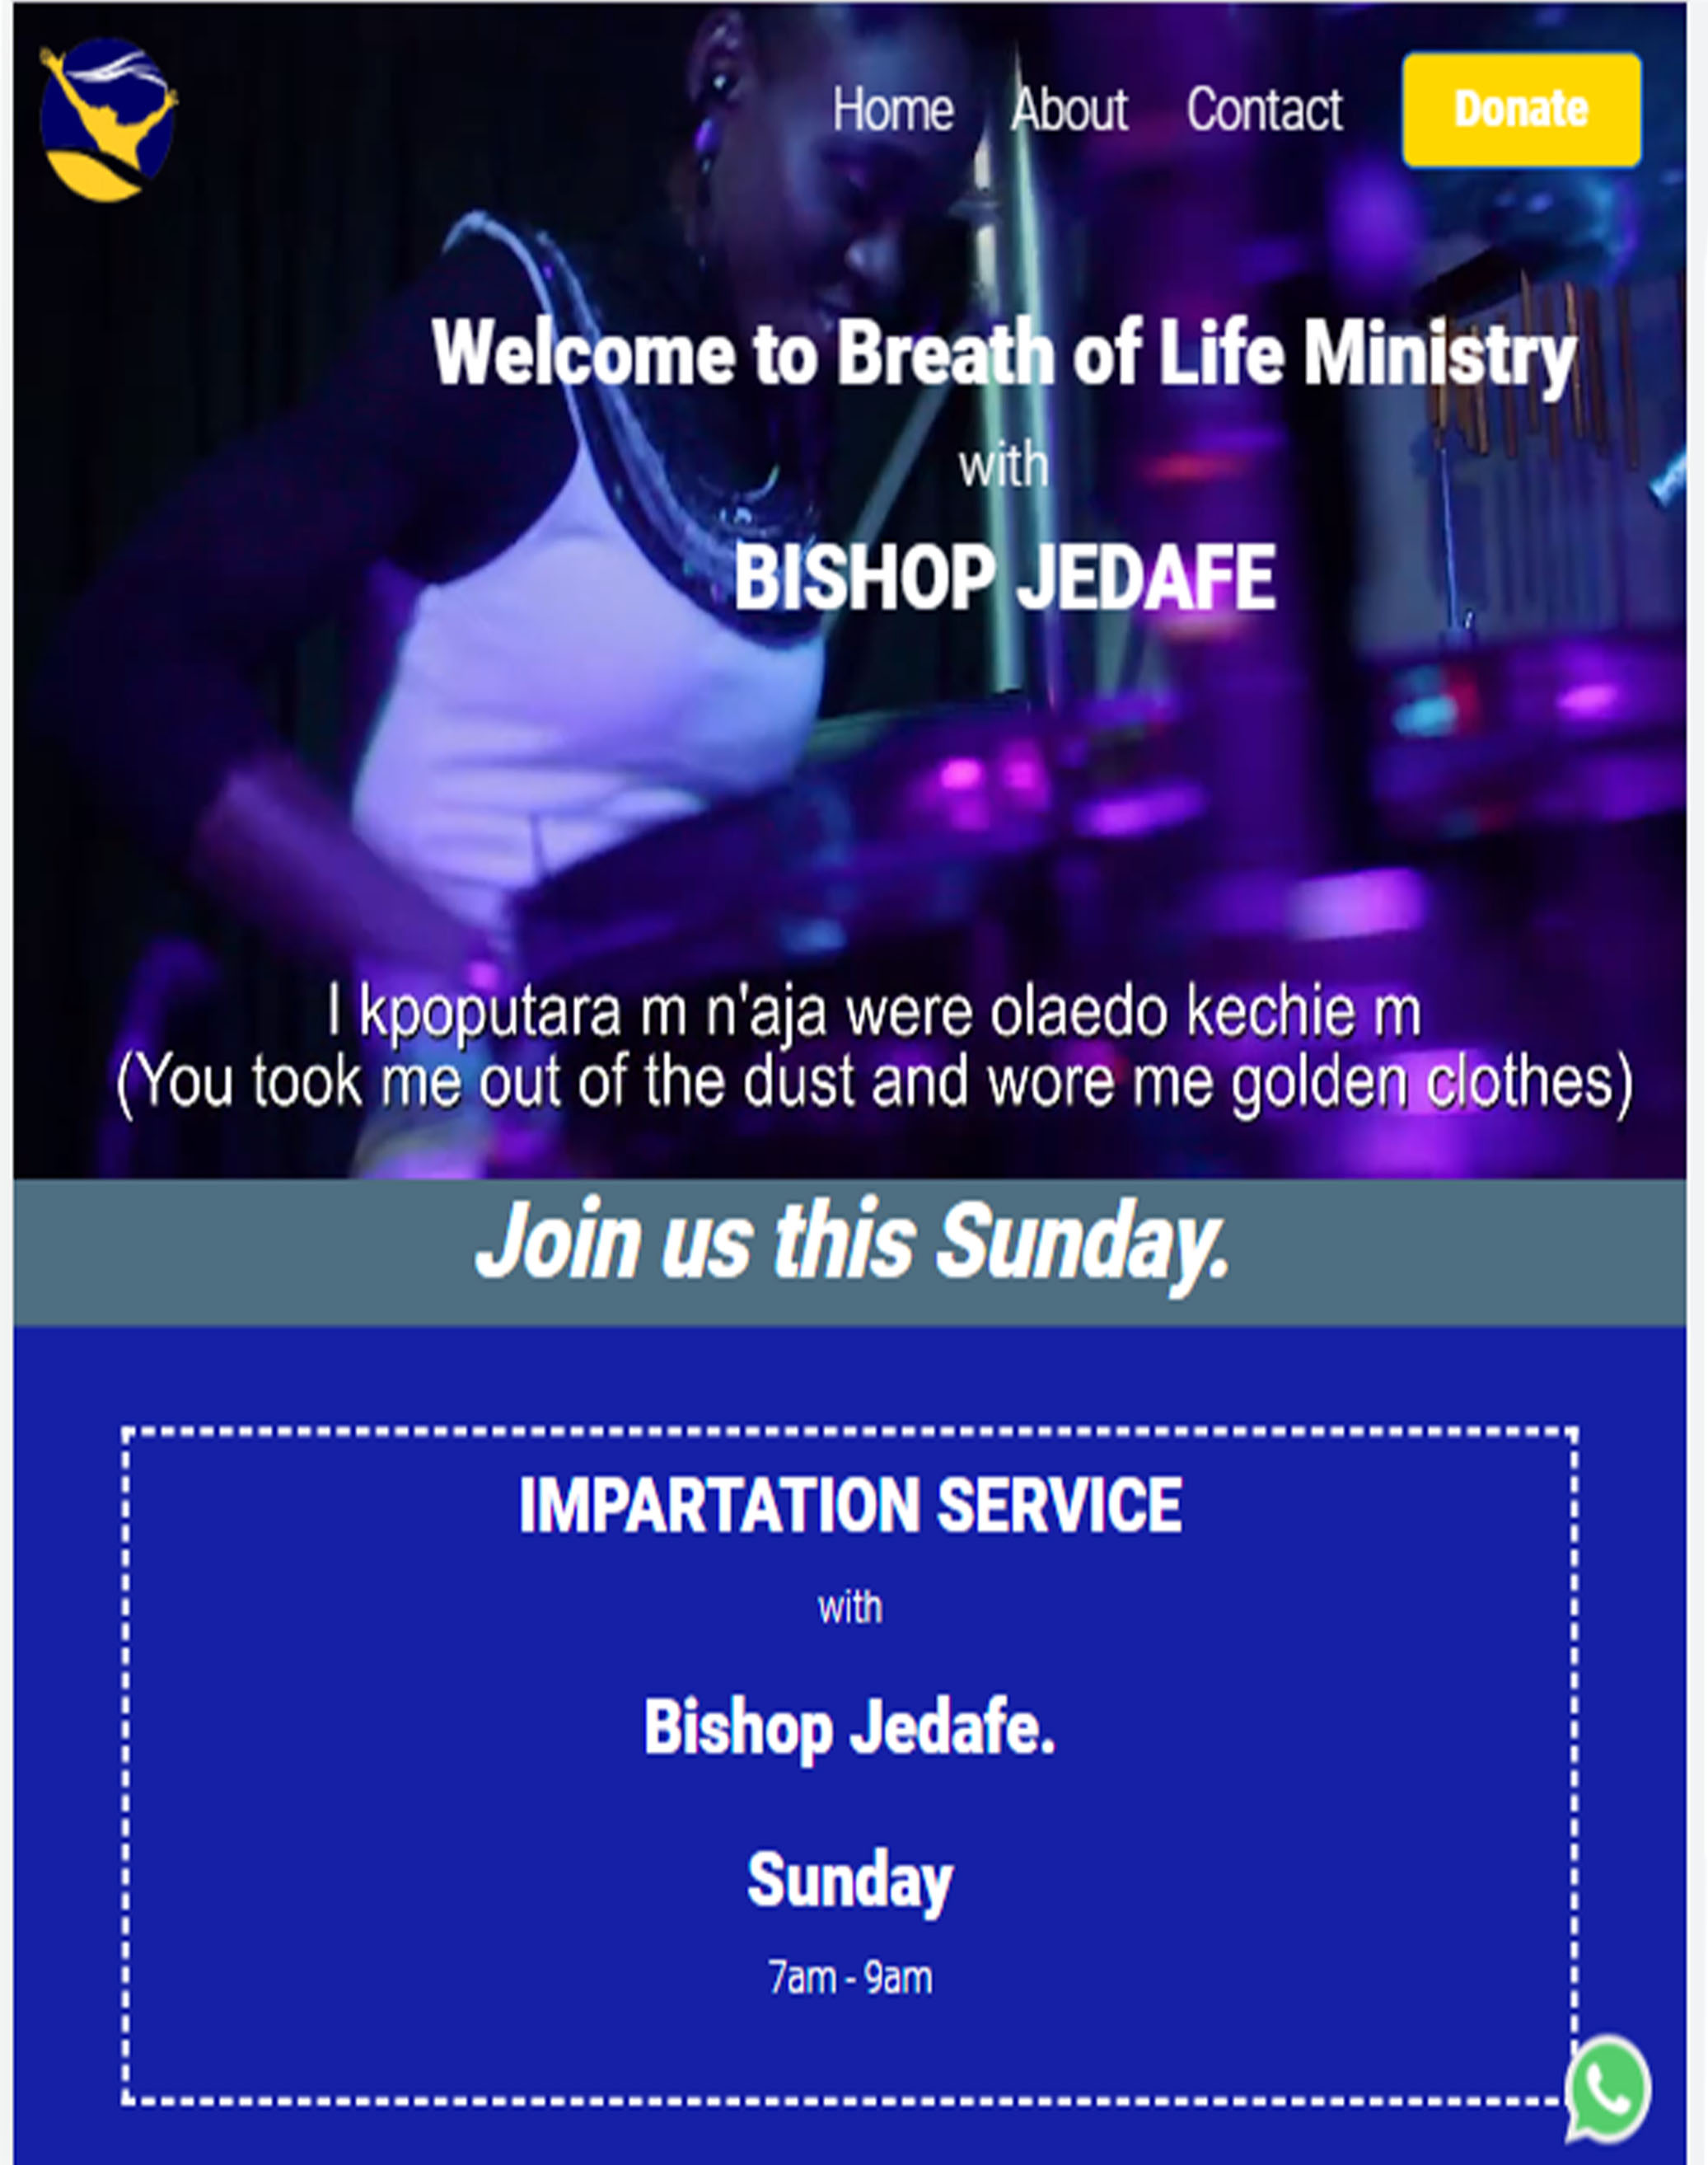 Home About Contact Donate
Welcome to Breath of Life Ministry
with
BISHOP JEDAFE
I kpoputara m n'aja were olaedo kechie m
(You took me out of the dust and wore me golden clothes)
Join us this Sunday.
IMPARTATION SERVICE
with
Bishop Jedafe.
Sunday
7am - 9am